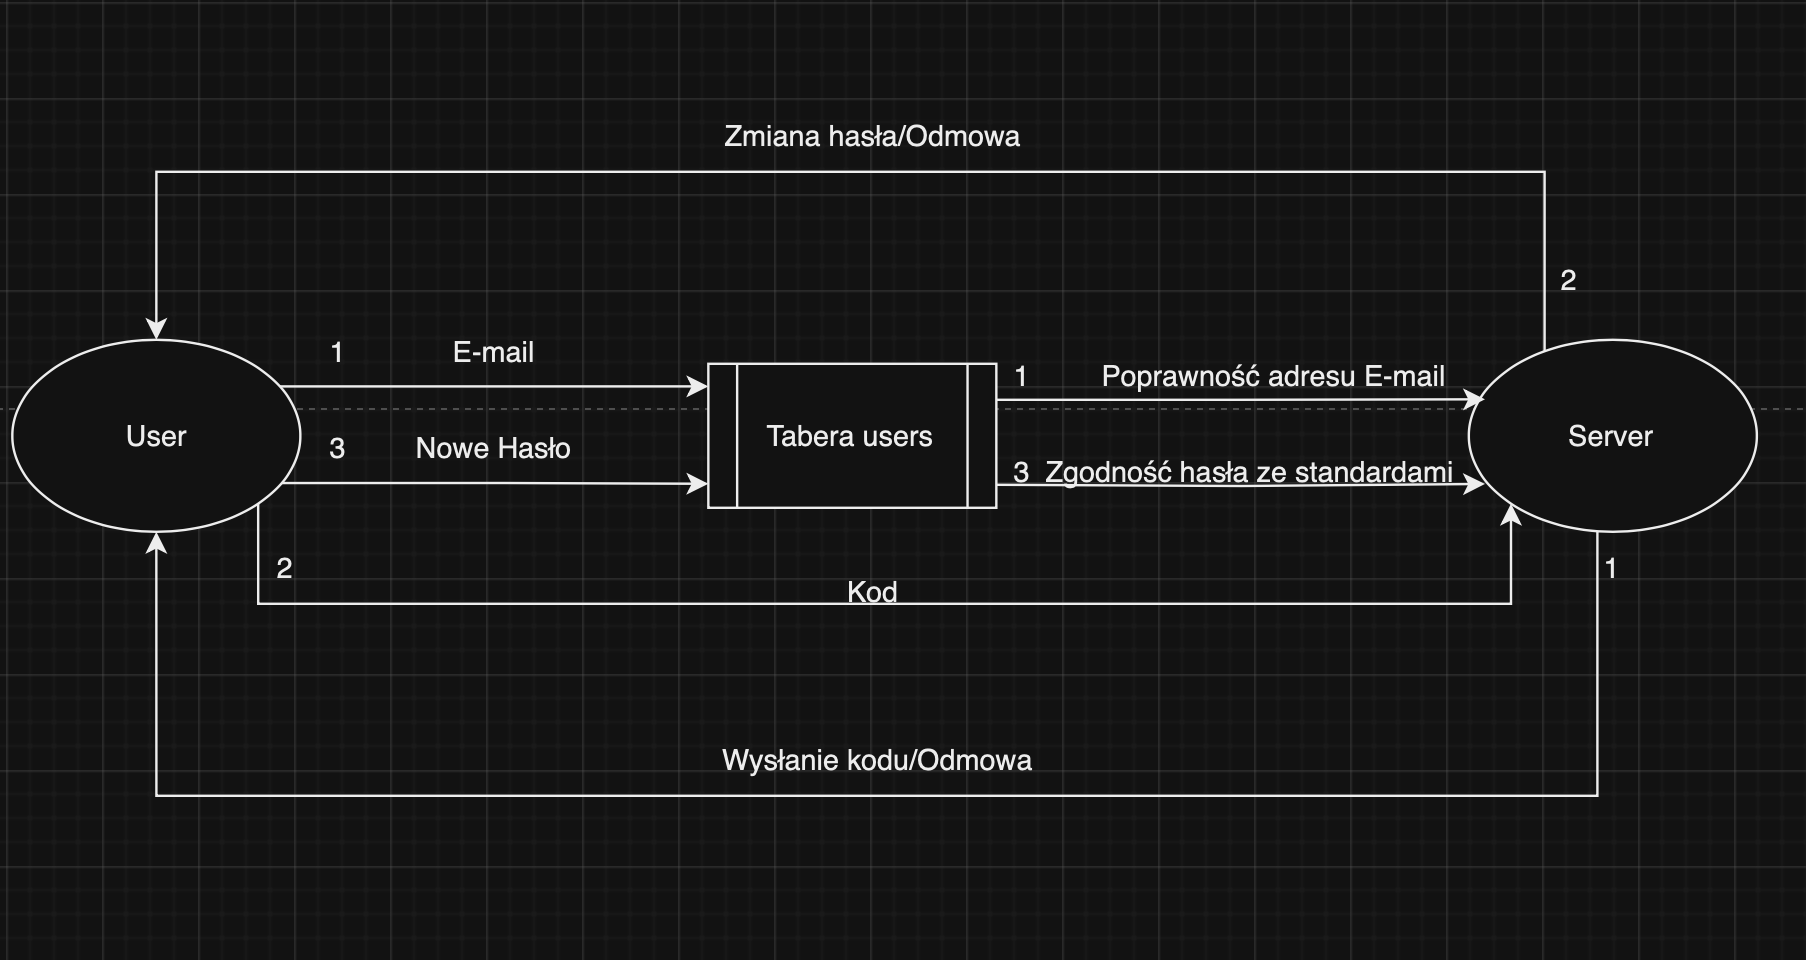 Zmiana hasła/Odmowa
2
1 E-mail
1 Poprawność adresu E-mail
User
Tabera users
Server
3 Nowe Hasło
3 Zgodność hasła ze standardami
2
1
Kod
Wysłanie kodu/Odmowa